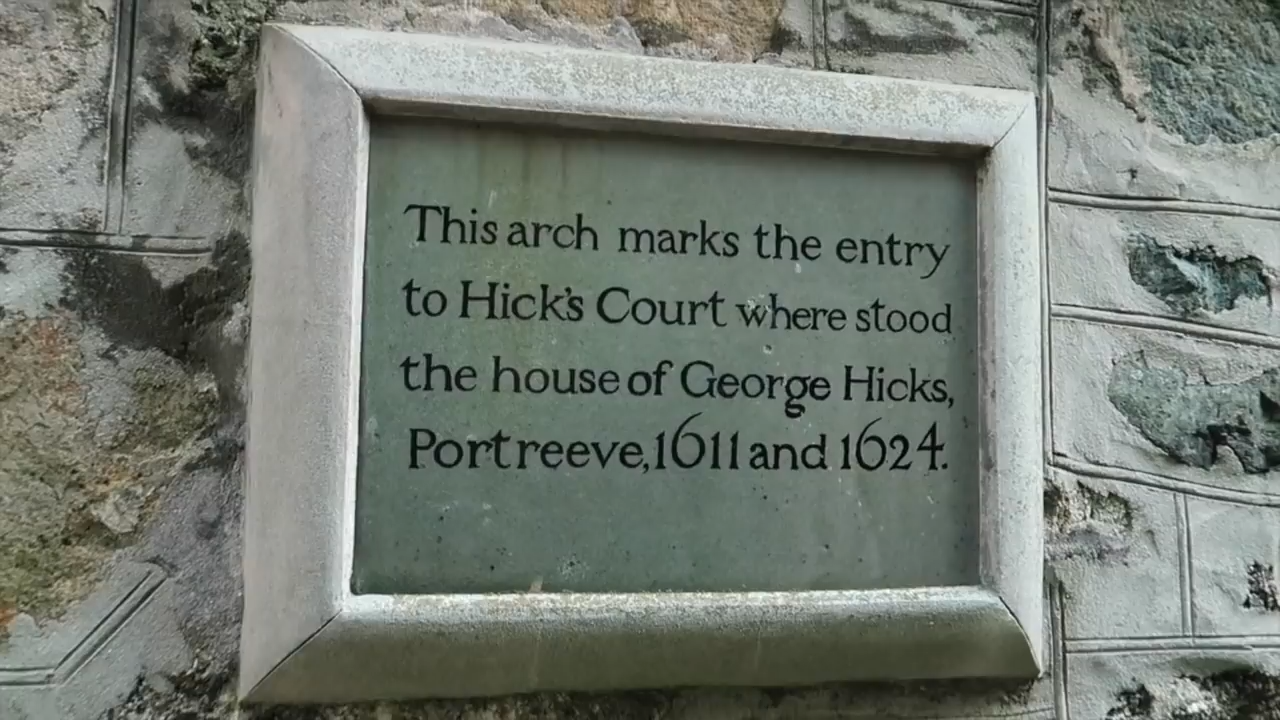 This arch marks the entry
to Hick's Court where stood
the house of George Hicks,
Portreeve, 1611 and 1624.